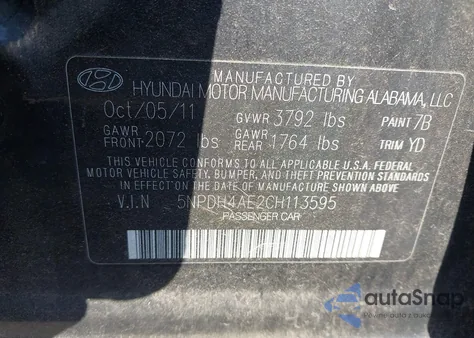 MANUFACTURED BY
HYUNDAI MOTOR MANUFACTURING ALABAMA, LLC
Oct/05/11 GVWR 3792 lbs PAINT 7B
GAWR FRONT 2072 lbs GAWR REAR 1764 lbs TRIM YD
THIS VEHICLE CONFORMS TO ALL APPLICABLE U.S.A. FEDERAL
MOTOR VEHICLE SAFETY, BUMPER, AND THEFT PREVENTION STANDARDS
IN EFFECT ON THE DATE OF MANUFACTURE SHOWN ABOVE.
V.I.N 5NPDH4AE2CH113595
PASSENGER CAR
autoSnap